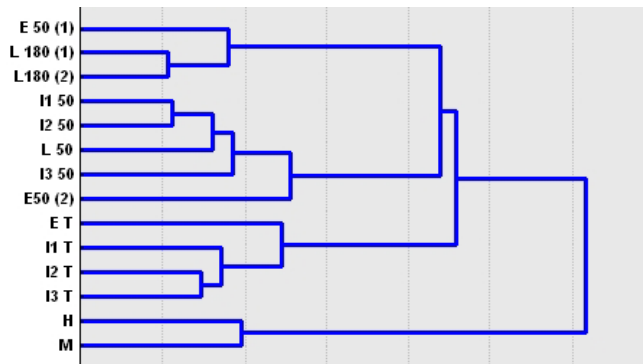 E 50 (1)
L 180 (1)
L180 (2)
I1 50
I2 50
L 50
I3 50
E50 (2)
E T
I1 T
I2 T
I3 T
H
M